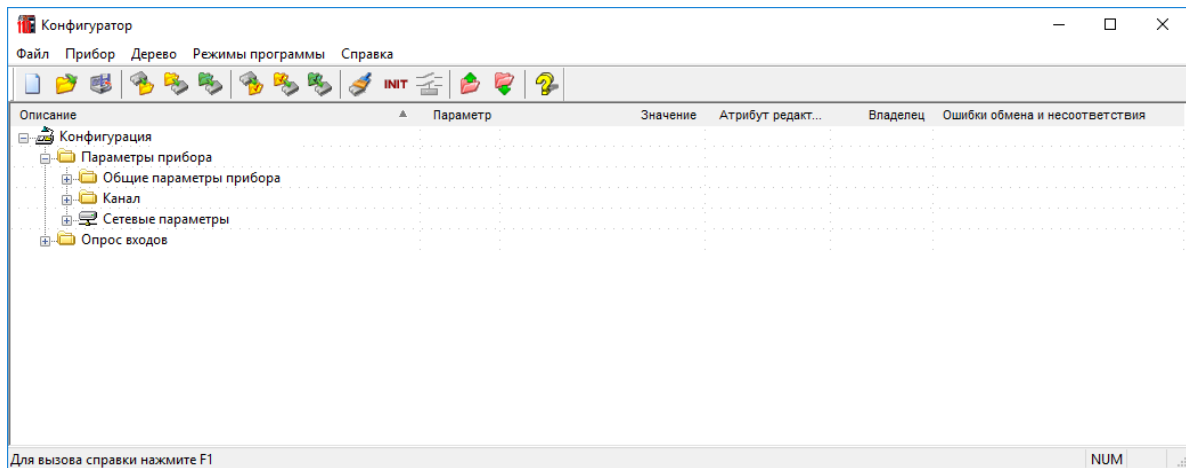 Конфигуратор
Файл Прибор Дерево Режимы программы Справка
INIT
Описание Параметр Значение Атрибут редакт... Владелец Ошибки обмена и несоответствия
Конфигурация
Параметры прибора
Общие параметры прибора
Канал
Сетевые параметры
Опрос входов
Для вызова справки нажмите F1 NUM